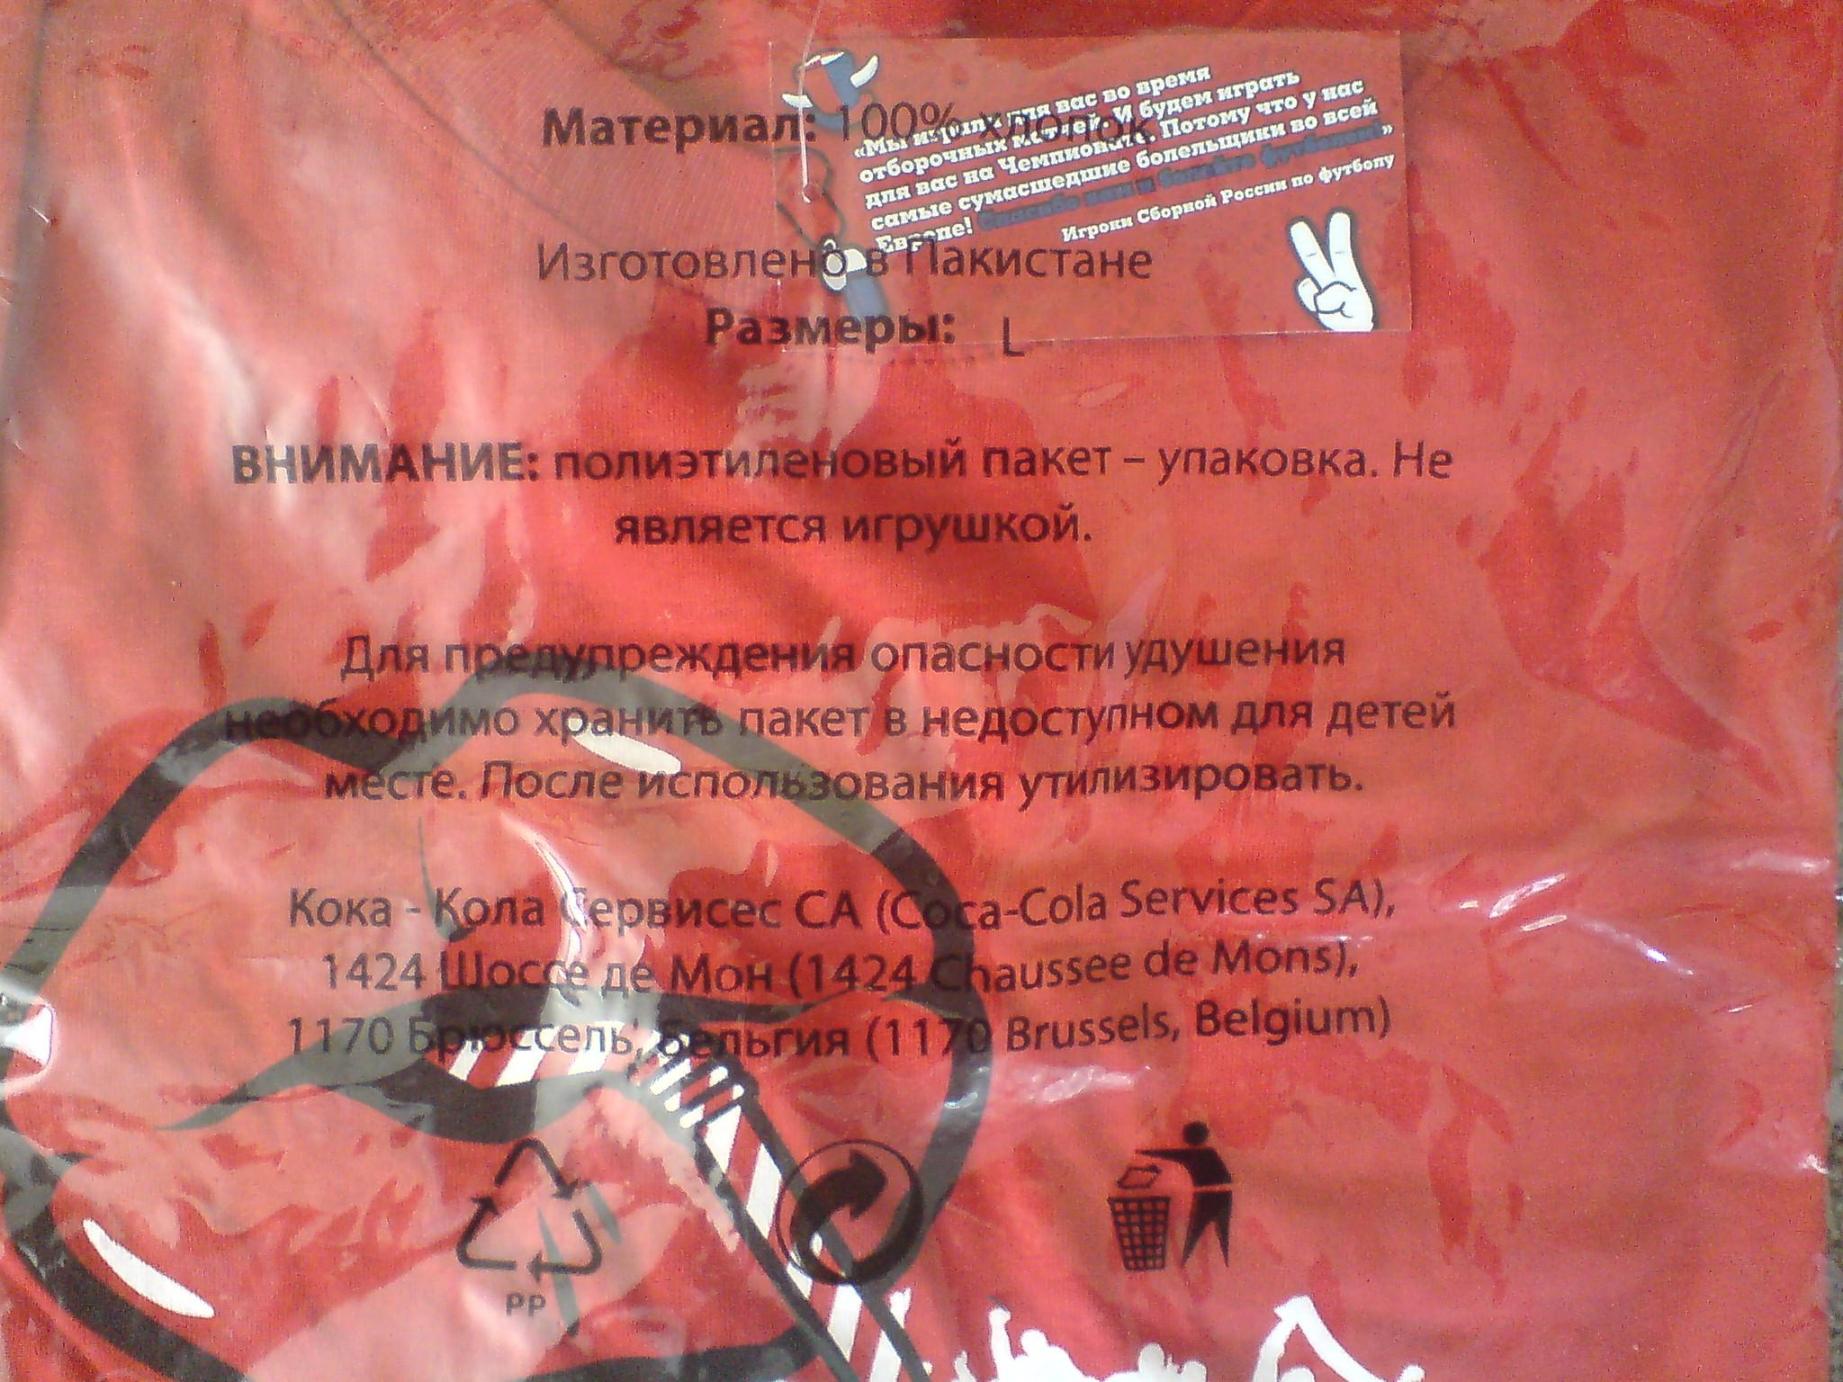 Материал: 100% хлопок
«Мы играли для вас во время
отборочных матчей. И будем играть
для вас на Чемпионате. Потому что у нас
самые сумасшедшие болельщики во всей
Европе! Спасибо вам и болейте футболом!»
Игроки Сборной России по футболу
Изготовлено в Пакистане
Размеры: L
ВНИМАНИЕ: полиэтиленовый пакет – упаковка. Не
является игрушкой.
Для предупреждения опасности удушения
необходимо хранить пакет в недоступном для детей
месте. После использования утилизировать.
Кока - Кола Сервисес СА (Coca-Cola Services SA),
1424 Шоссе де Мон (1424 Chaussee de Mons),
1170 Брюссель, Бельгия (1170 Brussels, Belgium)
PP